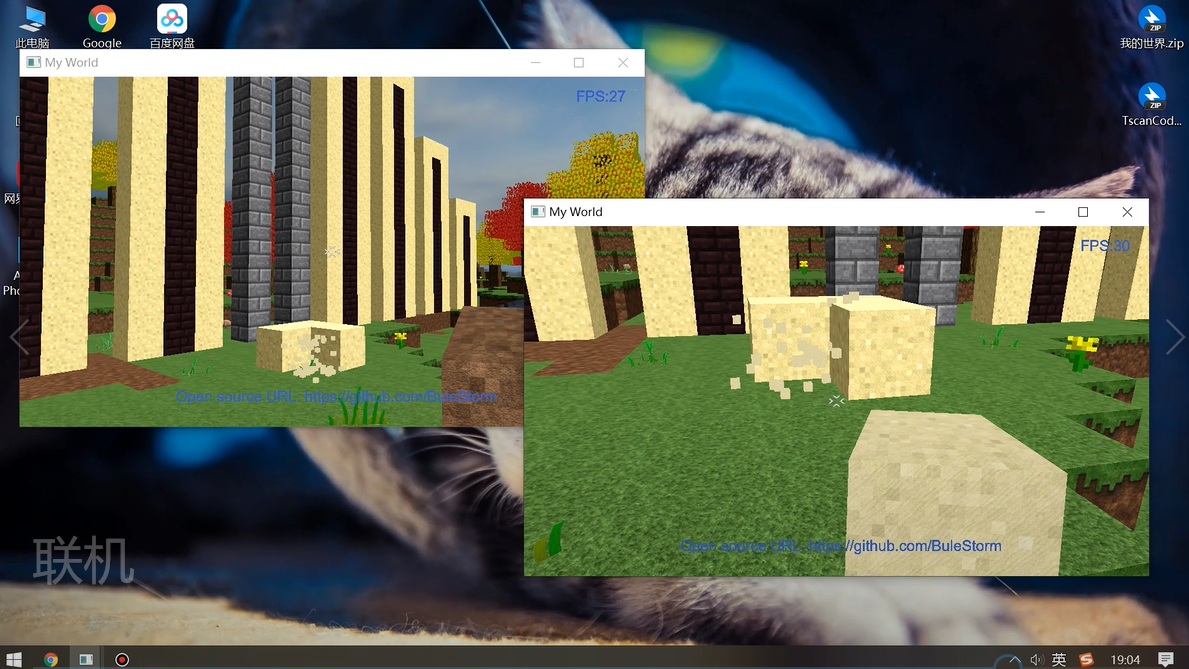 此电脑
Google
百度网盘
我的世界.zip
ZIP
TscanCod...
ZIP
My World
FPS:27
Open source URL: https://github.com/BuleStorm
My World
FPS:30
Open source URL: https://github.com/BuleStorm
联机
英
19:04